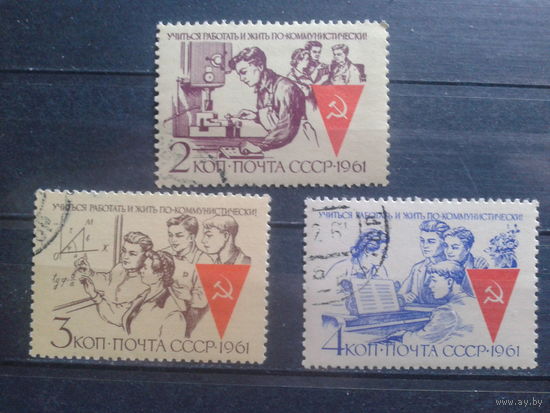 УЧИТЬСЯ РАБОТАТЬ И ЖИТЬ ПО-КОММУНИСТИЧЕСКИ!
2 КОП · ПОЧТА СССР · 1961
УЧИТЬСЯ РАБОТАТЬ И ЖИТЬ ПО-КОММУНИСТИЧЕСКИ!
M
x
3 КОП · ПОЧТА СССР · 1961
УЧИТЬСЯ РАБОТАТЬ И ЖИТЬ ПО-КОММУНИСТИЧЕСКИ!
4 КОП · ПОЧТА СССР · 1961
ay.by